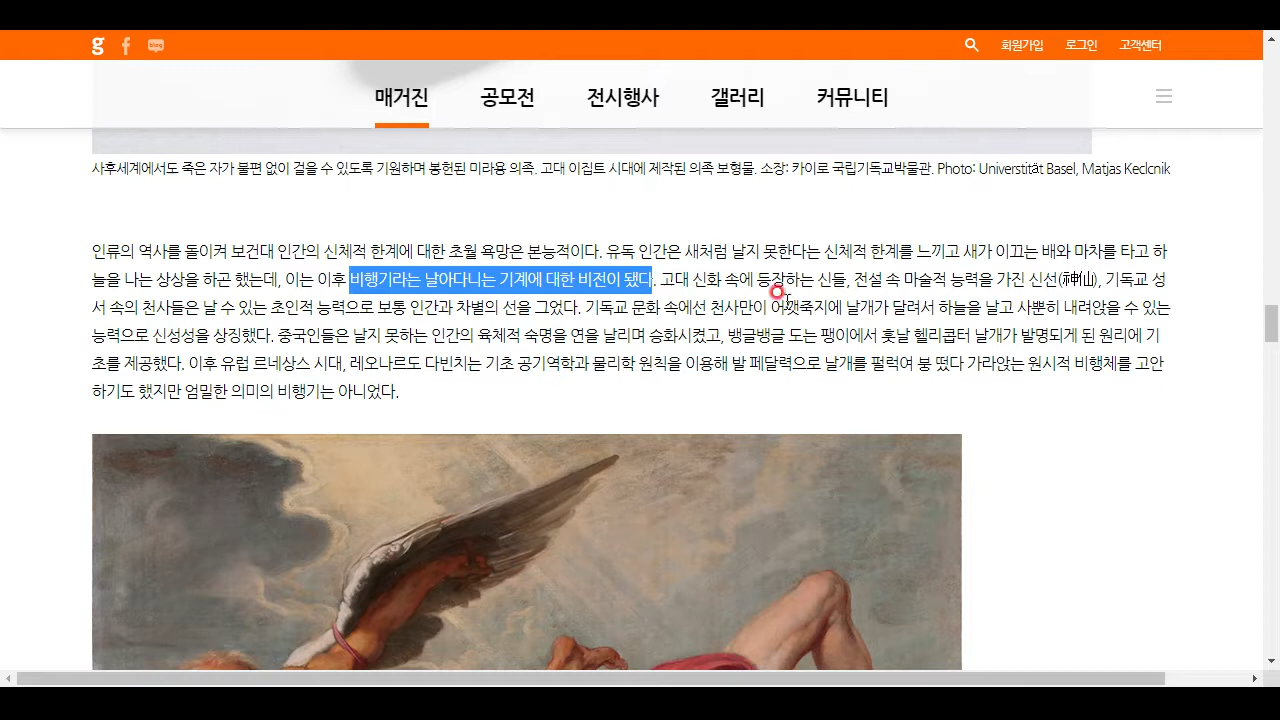 g f blog 회원가입 로그인 고객센터
매거진 공모전 전시행사 갤러리 커뮤니티
사후세계에서도 죽은 자가 불편 없이 걸을 수 있도록 기원하며 봉헌된 미라용 의족. 고대 이집트 시대에 제작된 의족 보형물. 소장: 카이로 국립기독교박물관. Photo: Universtität Basel, Matjas Keclcnik
인류의 역사를 돌이켜 보건대 인간의 신체적 한계에 대한 초월 욕망은 본능적이다. 유독 인간은 새처럼 날지 못한다는 신체적 한계를 느끼고 새가 이끄는 배와 마차를 타고 하
늘을 나는 상상을 하곤 했는데, 이는 이후 비행기라는 날아다니는 기계에 대한 비전이 됐다. 고대 신화 속에 등장하는 신들, 전설 속 마술적 능력을 가진 신선(神山), 기독교 성
서 속의 천사들은 날 수 있는 초인적 능력으로 보통 인간과 차별의 선을 그었다. 기독교 문화 속에선 천사만이 어깻죽지에 날개가 달려서 하늘을 날고 사뿐히 내려앉을 수 있는
능력으로 신성성을 상징했다. 중국인들은 날지 못하는 인간의 육체적 숙명을 연을 날리며 승화시켰고, 뱅글뱅글 도는 팽이에서 훗날 헬리콥터 날개가 발명되게 된 원리에 기
초를 제공했다. 이후 유럽 르네상스 시대, 레오나르도 다빈치는 기초 공기역학과 물리학 원칙을 이용해 발 페달력으로 날개를 펄럭여 붕 떴다 가라앉는 원시적 비행체를 고안
하기도 했지만 엄밀한 의미의 비행기는 아니었다.